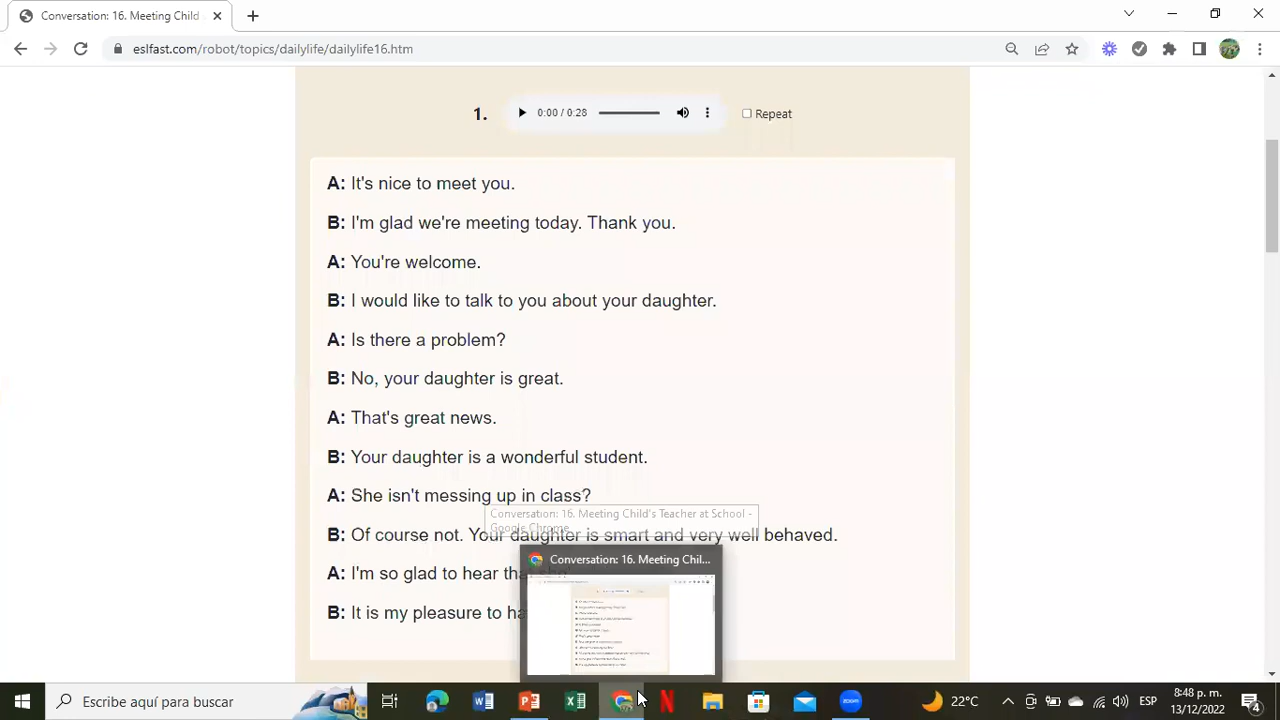 Conversation: 16. Meeting Child
eslfast.com/robot/topics/dailylife/dailylife16.htm
1.
0:00 / 0:28
Repeat
A: It's nice to meet you.
B: I'm glad we're meeting today. Thank you.
A: You're welcome.
B: I would like to talk to you about your daughter.
A: Is there a problem?
B: No, your daughter is great.
A: That's great news.
B: Your daughter is a wonderful student.
A: She isn't messing up in class?
Conversation: 16. Meeting Child's Teacher at School -
Google Chrome
B: Of course not. Your daughter is smart and very well behaved.
Conversation: 16. Meeting Chil...
A: I'm so glad to hear tha
B: It is my pleasure to ha
Escribe aquí para buscar
22°C
ESP
8:48 p. m.
13/12/2022
4